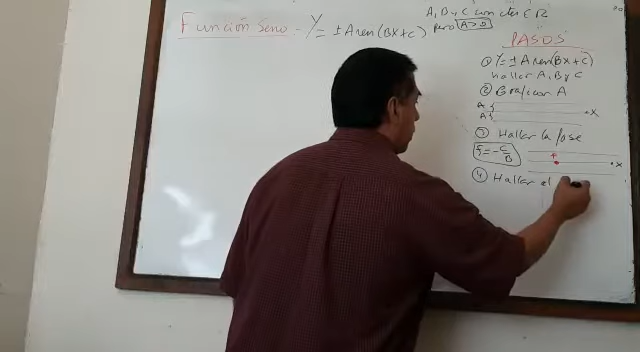 A, B y C son ctes ∈ R
Función Seno - Y = ± A sen (BX + C) pero A > 0
PASOS
① Y = ± A sen (BX + C)
Hallar A, B y C
② Graficar A
A
A
X
③ Hallar la fase
f = - C/B
X
④ Hallar el